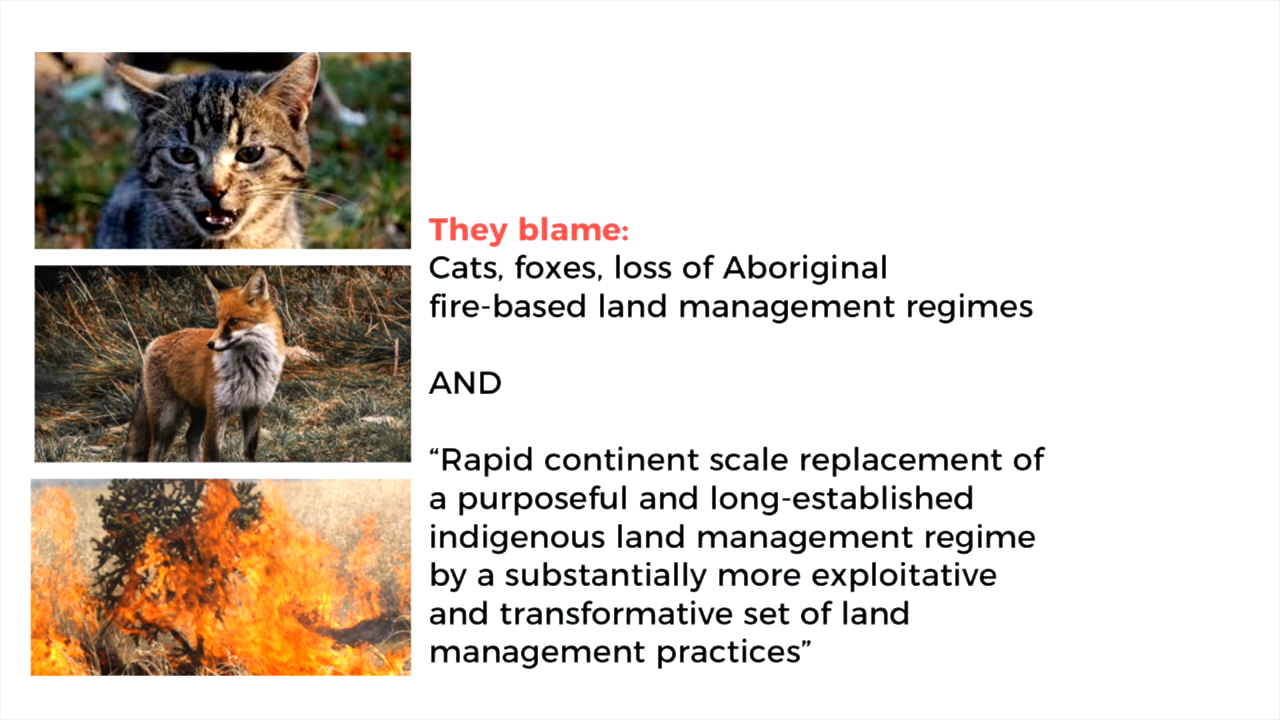 They blame:
Cats, foxes, loss of Aboriginal
fire-based land management regimes
AND
“Rapid continent scale replacement of
a purposeful and long-established
indigenous land management regime
by a substantially more exploitative
and transformative set of land
management practices”